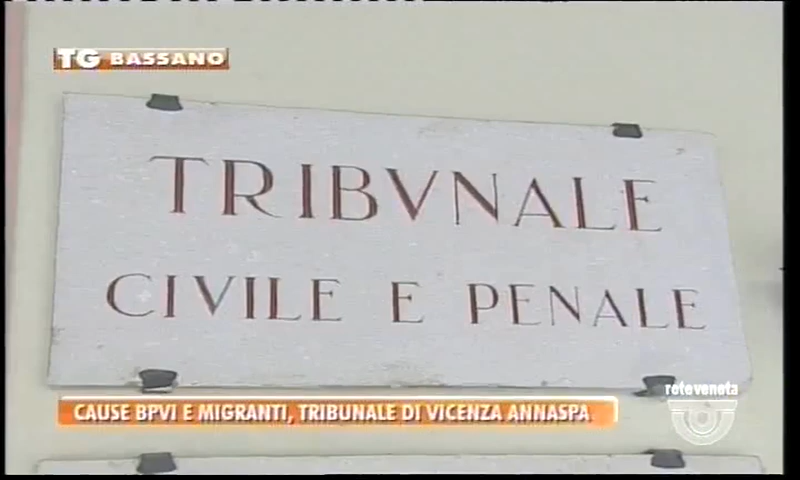 TG BASSANO
TRIBVNALE
CIVILE E PENALE
reteveneta
CAUSE BPVI E MIGRANTI, TRIBUNALE DI VICENZA ANNASPA